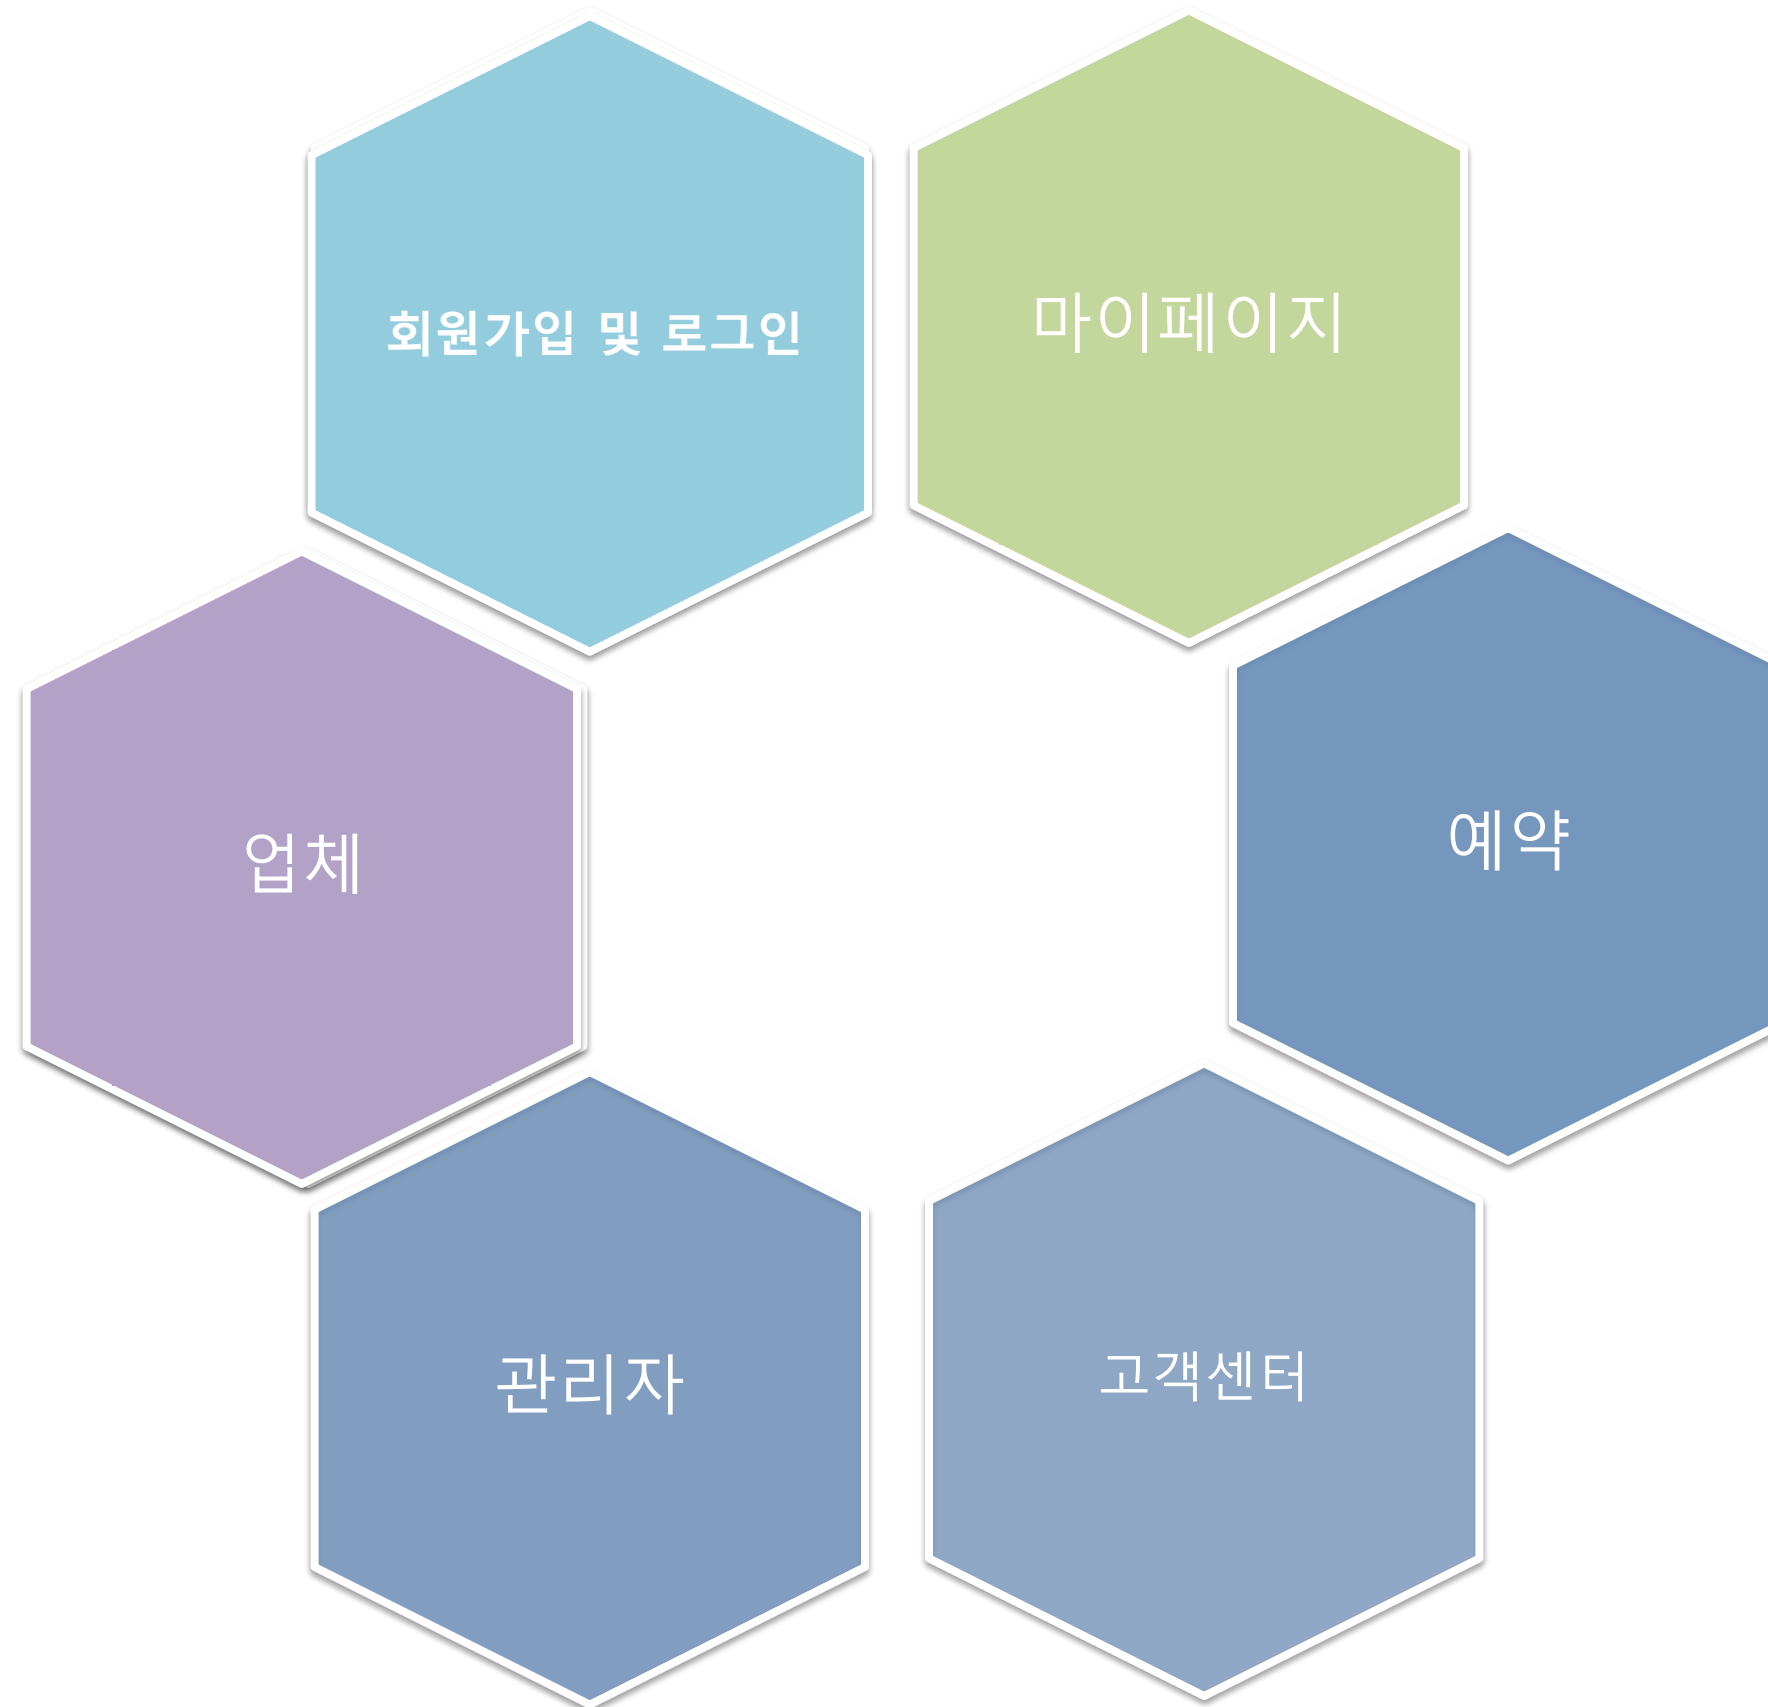 회원가입 및 로그인
마이페이지
업체
예약
관리자
고객센터